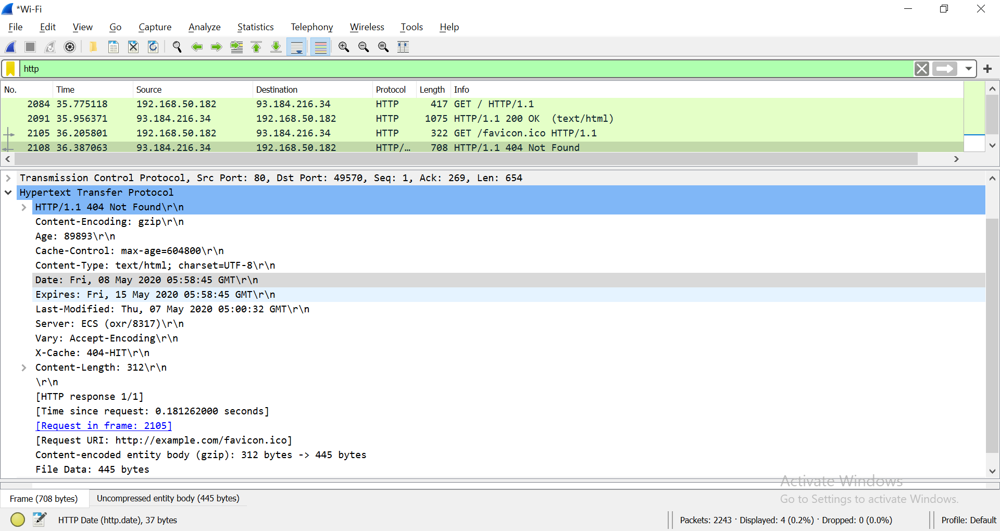 *Wi-Fi
File Edit View Go Capture Analyze Statistics Telephony Wireless Tools Help
http
No. Time Source Destination Protocol Length Info
2084 35.775118 192.168.50.182 93.184.216.34 HTTP 417 GET / HTTP/1.1
2091 35.956371 93.184.216.34 192.168.50.182 HTTP 1075 HTTP/1.1 200 OK (text/html)
2105 36.205801 192.168.50.182 93.184.216.34 HTTP 322 GET /favicon.ico HTTP/1.1
2108 36.387063 93.184.216.34 192.168.50.182 HTTP/… 708 HTTP/1.1 404 Not Found
Transmission Control Protocol, Src Port: 80, Dst Port: 49570, Seq: 1, Ack: 269, Len: 654
Hypertext Transfer Protocol
HTTP/1.1 404 Not Found\r\n
Content-Encoding: gzip\r\n
Age: 89893\r\n
Cache-Control: max-age=604800\r\n
Content-Type: text/html; charset=UTF-8\r\n
Date: Fri, 08 May 2020 05:58:45 GMT\r\n
Expires: Fri, 15 May 2020 05:58:45 GMT\r\n
Last-Modified: Thu, 07 May 2020 05:00:32 GMT\r\n
Server: ECS (oxr/8317)\r\n
Vary: Accept-Encoding\r\n
X-Cache: 404-HIT\r\n
Content-Length: 312\r\n
\r\n
[HTTP response 1/1]
[Time since request: 0.181262000 seconds]
[Request in frame: 2105]
[Request URI: http://example.com/favicon.ico]
Content-encoded entity body (gzip): 312 bytes -> 445 bytes
File Data: 445 bytes
Activate Windows
Frame (708 bytes) Uncompressed entity body (445 bytes)
Go to Settings to activate Windows.
HTTP Date (http.date), 37 bytes Packets: 2243 · Displayed: 4 (0.2%) · Dropped: 0 (0.0%) Profile: Default